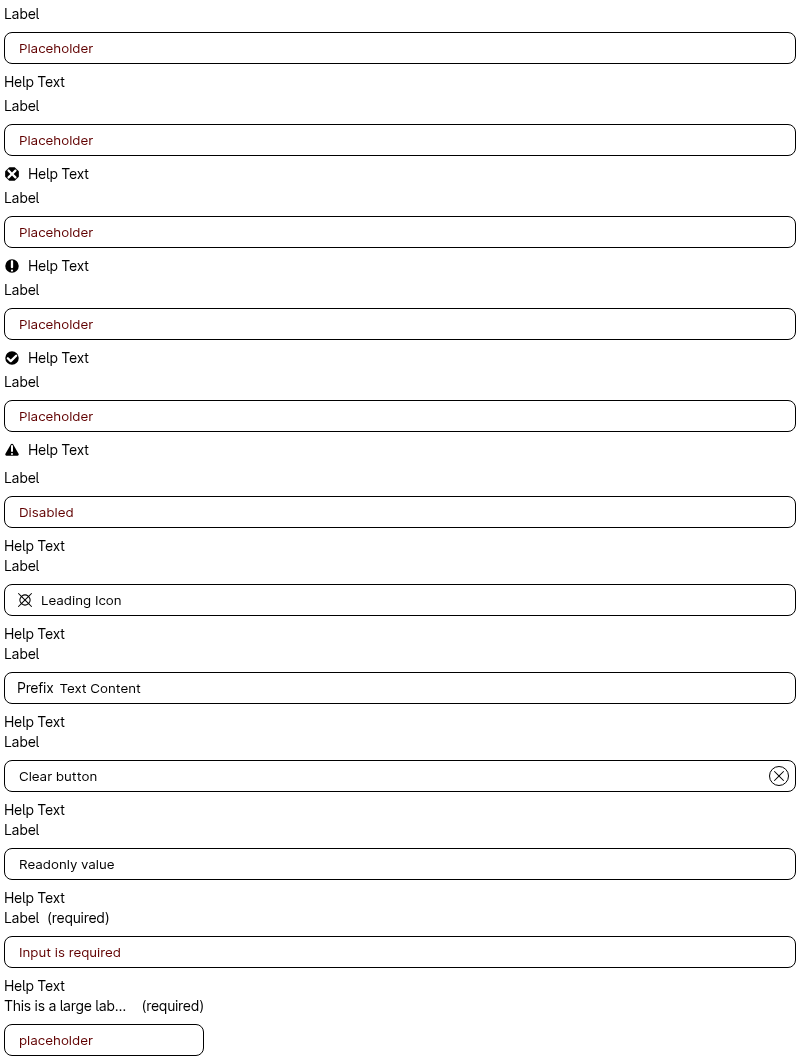 Label
Placeholder
Help Text
Label
Placeholder
Help Text
Label
Placeholder
Help Text
Label
Placeholder
Help Text
Label
Placeholder
Help Text
Label
Disabled
Help Text
Label
Leading Icon
Help Text
Label
Prefix Text Content
Help Text
Label
Clear button
Help Text
Label
Readonly value
Help Text
Label (required)
Input is required
Help Text
This is a large lab... (required)
placeholder